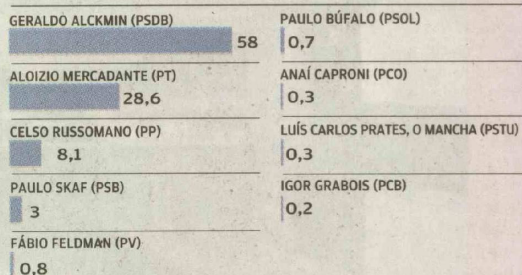 GERALDO ALCKMIN (PSDB)
58
ALOIZIO MERCADANTE (PT)
28,6
CELSO RUSSOMANO (PP)
8,1
PAULO SKAF (PSB)
3
FÁBIO FELDMAN (PV)
0,8
PAULO BÚFALO (PSOL)
0,7
ANAÍ CAPRONI (PCO)
0,3
LUÍS CARLOS PRATES, O MANCHA (PSTU)
0,3
IGOR GRABOIS (PCB)
0,2